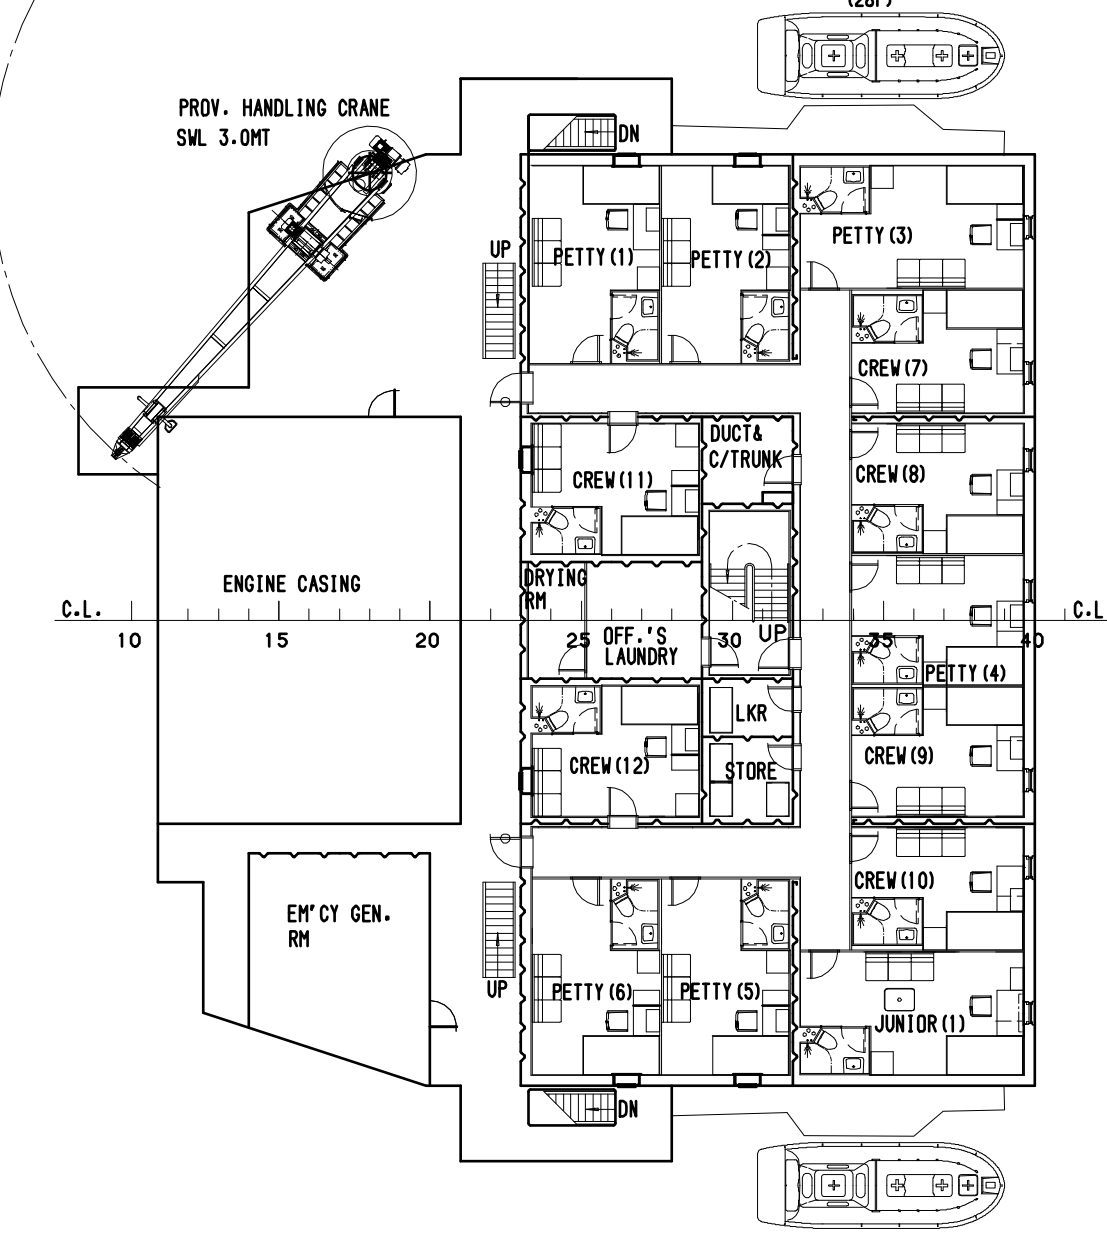 (28P)
PROV. HANDLING CRANE
SWL 3.0MT
DN
UP
PETTY(1)
PETTY(2)
PETTY(3)
CREW(7)
DUCT&
C/TRUNK
CREW(11)
CREW(8)
ENGINE CASING
DRYING
RM
C.L.
C.L
10
15
20
25
30
35
40
OFF.'S
LAUNDRY
UP
PETTY(4)
LKR
CREW(9)
CREW(12)
STORE
CREW(10)
EM'CY GEN.
RM
UP
PETTY(6)
PETTY(5)
JUNIOR(1)
DN